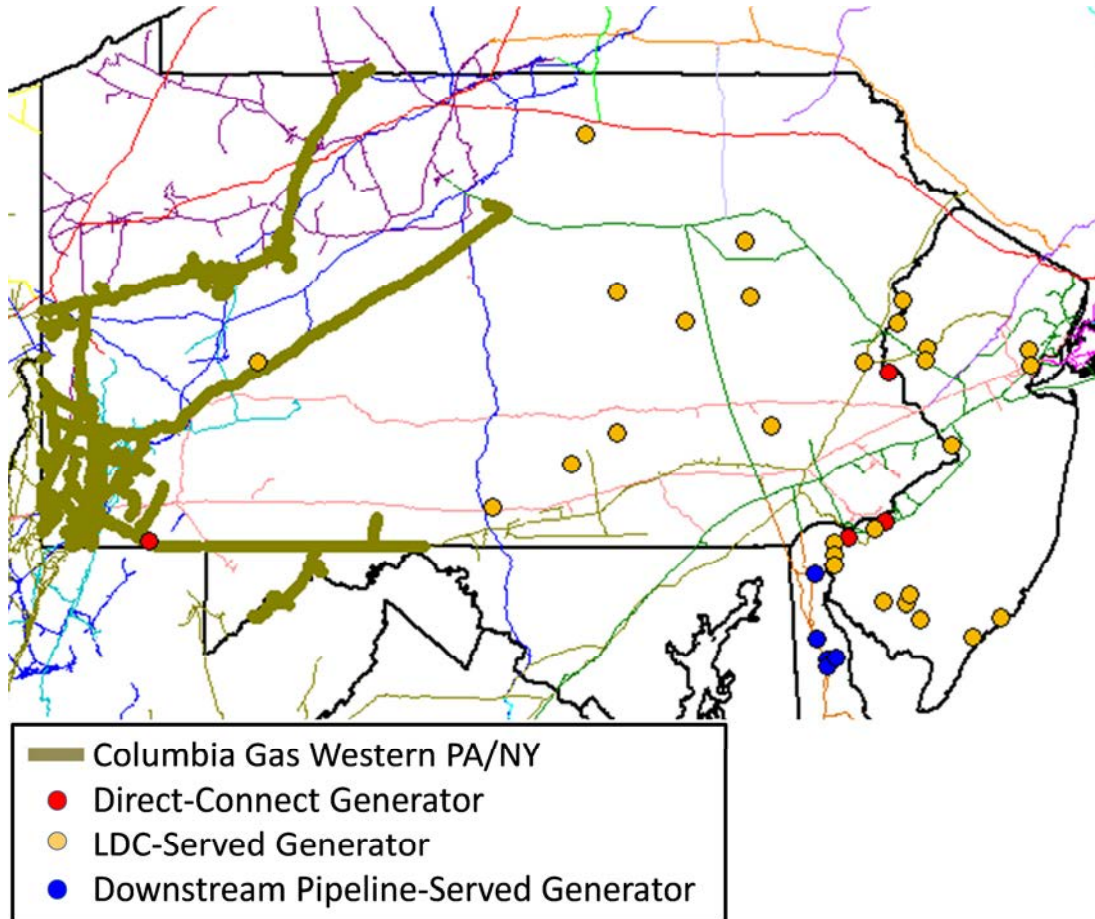 Columbia Gas Western PA/NY
Direct-Connect Generator
LDC-Served Generator
Downstream Pipeline-Served Generator